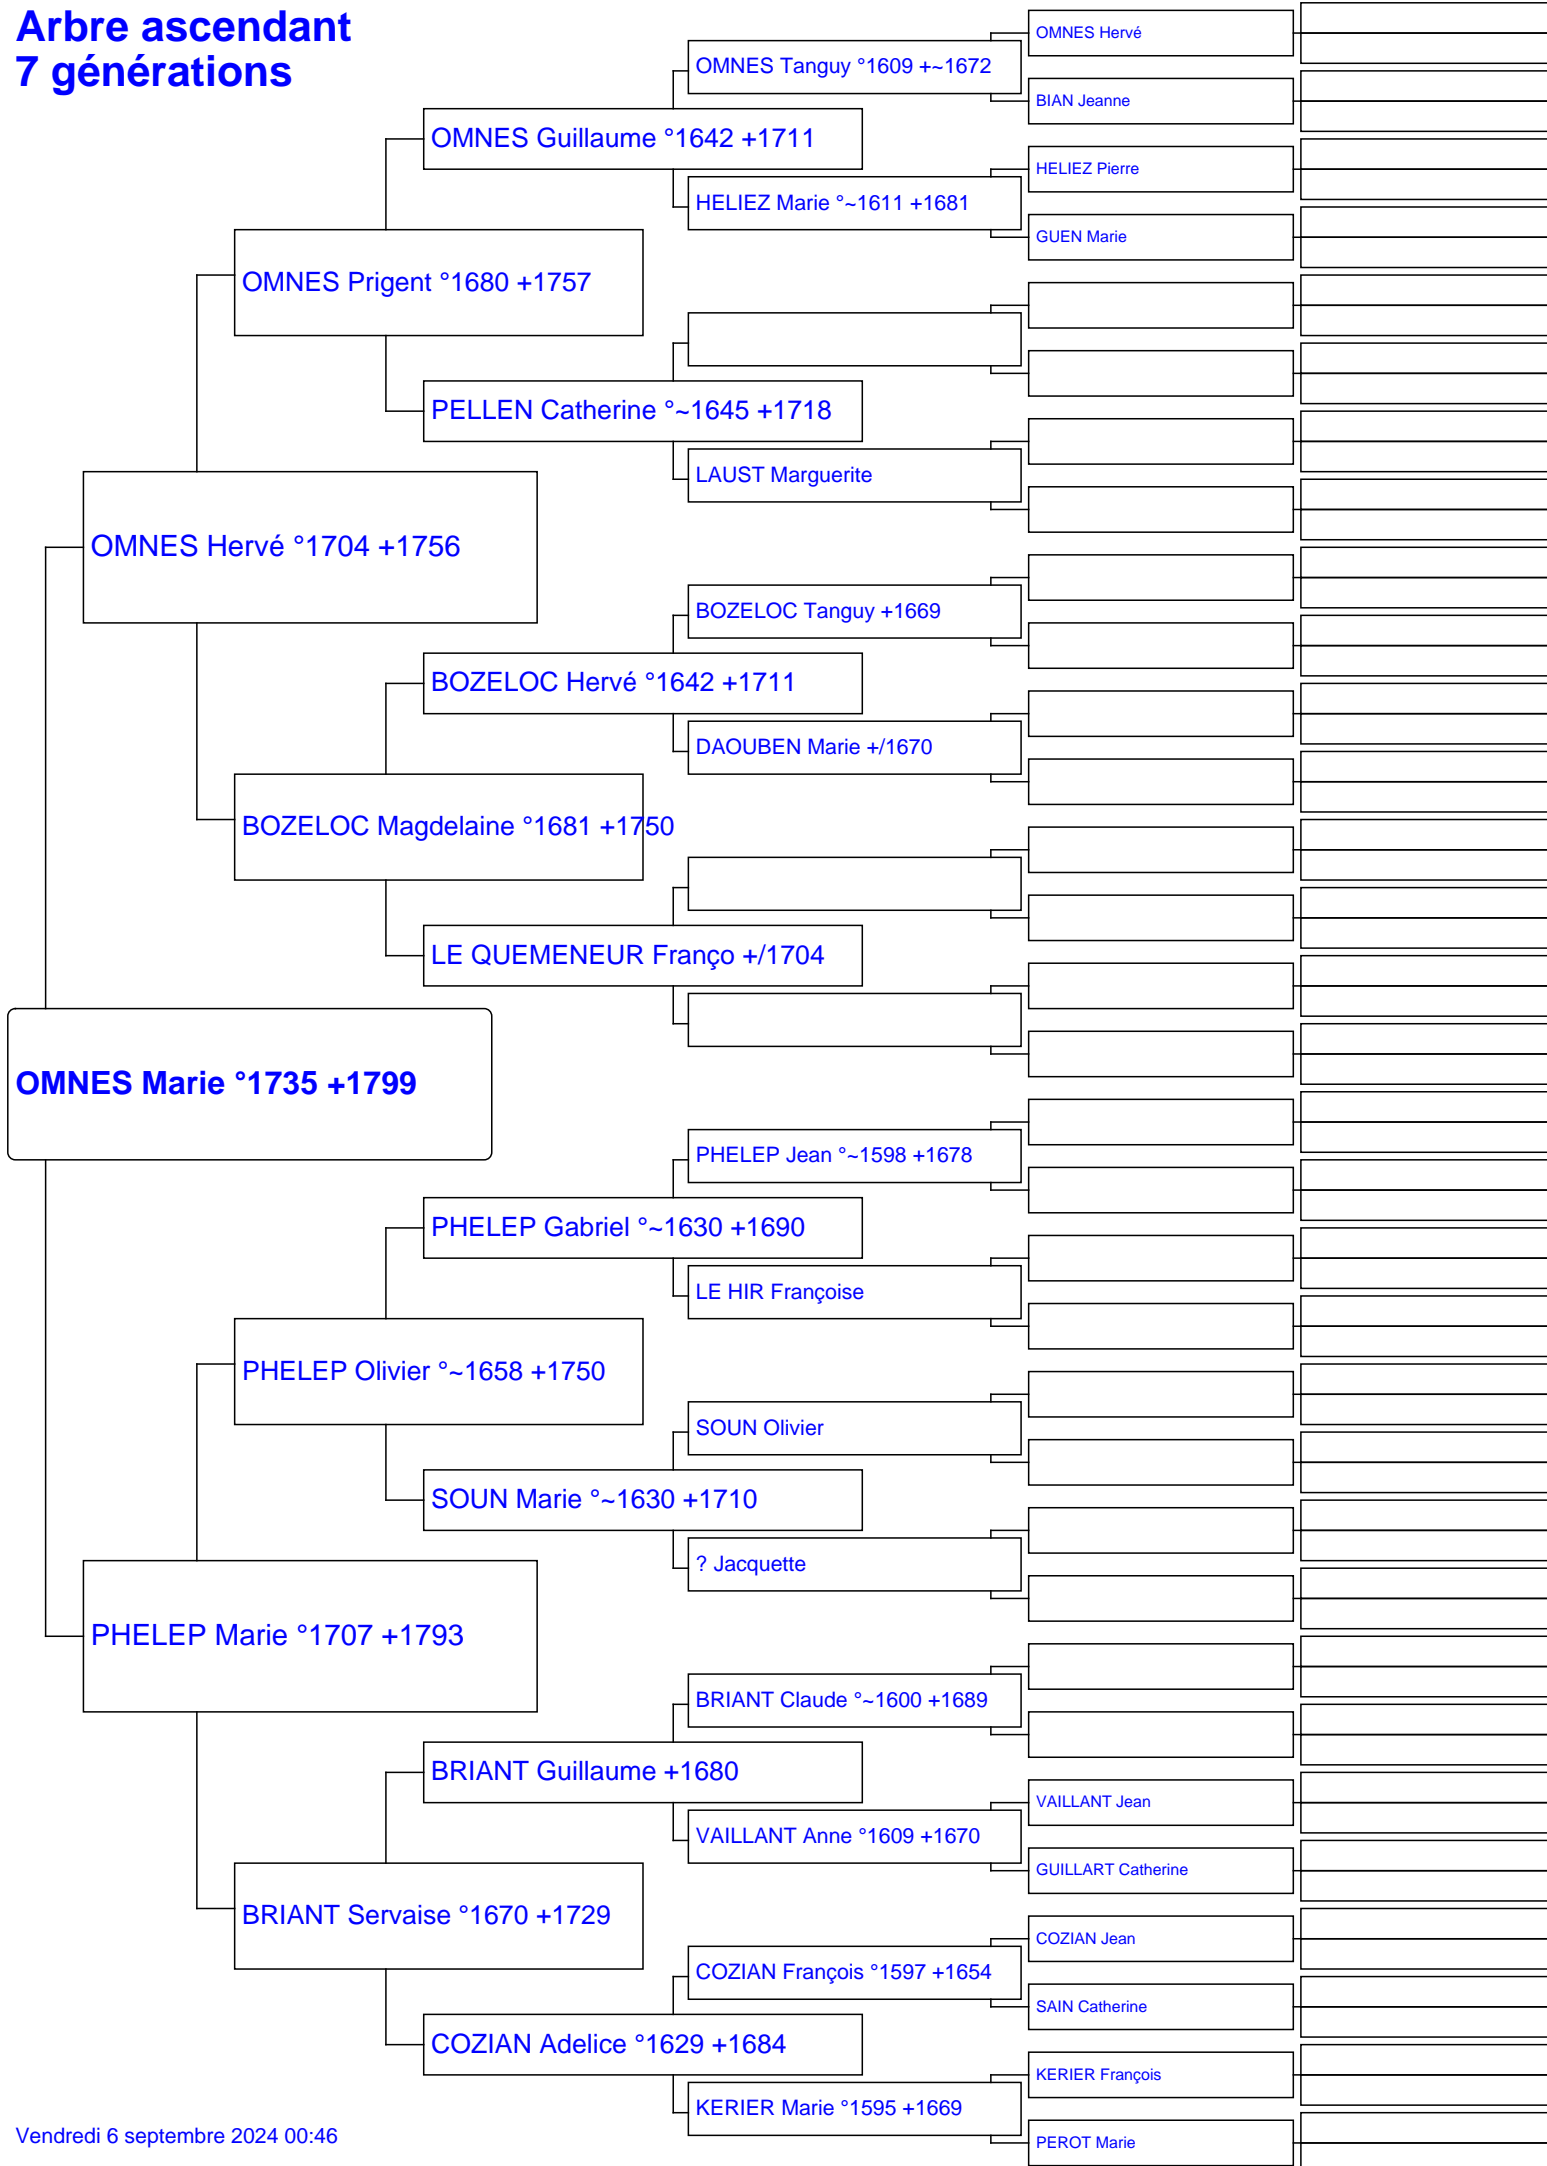 Arbre ascendant
7 générations
OMNES Hervé
OMNES Tanguy °1609 +~1672
BIAN Jeanne
OMNES Guillaume °1642 +1711
HELIEZ Pierre
HELIEZ Marie °~1611 +1681
GUEN Marie
OMNES Prigent °1680 +1757
PELLEN Catherine °~1645 +1718
LAUST Marguerite
OMNES Hervé °1704 +1756
BOZELOC Tanguy +1669
BOZELOC Hervé °1642 +1711
DAOUBEN Marie +/1670
BOZELOC Magdelaine °1681 +1750
LE QUEMENEUR Franço +/1704
OMNES Marie °1735 +1799
PHELEP Jean °~1598 +1678
PHELEP Gabriel °~1630 +1690
LE HIR Françoise
PHELEP Olivier °~1658 +1750
SOUN Olivier
SOUN Marie °~1630 +1710
? Jacquette
PHELEP Marie °1707 +1793
BRIANT Claude °~1600 +1689
BRIANT Guillaume +1680
VAILLANT Jean
VAILLANT Anne °1609 +1670
GUILLART Catherine
BRIANT Servaise °1670 +1729
COZIAN Jean
COZIAN François °1597 +1654
SAIN Catherine
COZIAN Adelice °1629 +1684
KERIER François
KERIER Marie °1595 +1669
PEROT Marie
Vendredi 6 septembre 2024 00:46